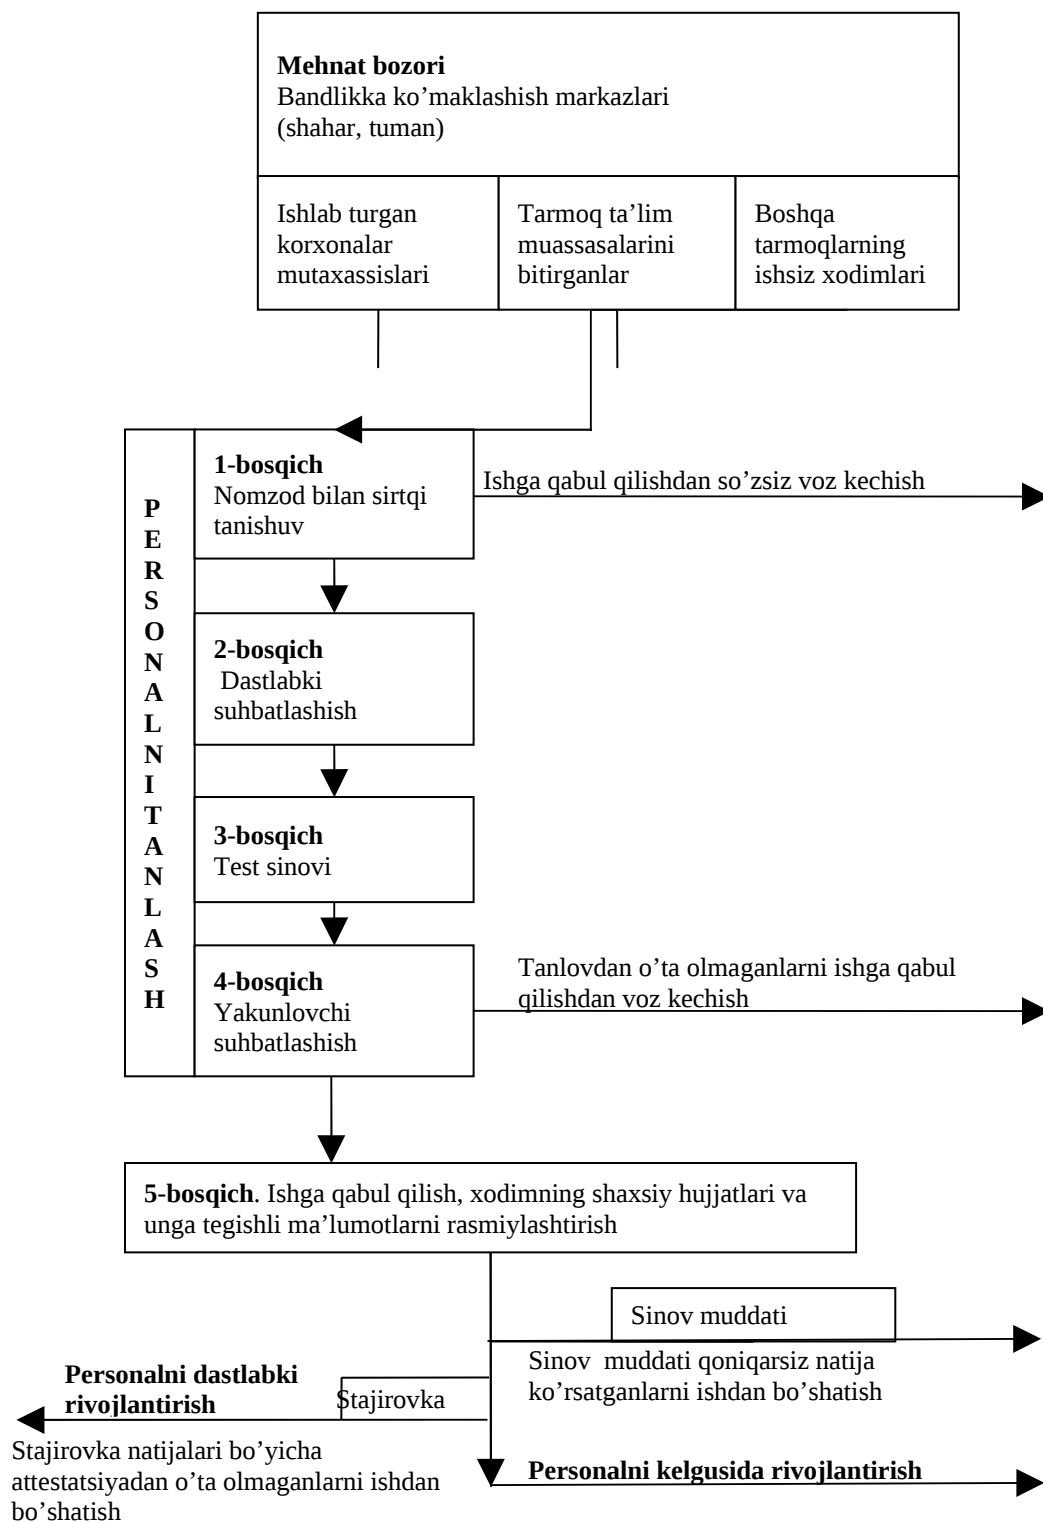 Mehnat bozori
Bandlikka ko’maklashish markazlari
(shahar, tuman)
Ishlab turgan
korxonalar
mutaxassislari
Tarmoq ta’lim
muassasalarini
bitirganlar
Boshqa
tarmoqlarning
ishsiz xodimlari
P
E
R
S
O
N
A
L
N
I
T
A
N
L
A
S
H
1-bosqich
Nomzod bilan sirtqi
tanishuv
Ishga qabul qilishdan so’zsiz voz kechish
2-bosqich
Dastlabki
suhbatlashish
3-bosqich
Test sinovi
4-bosqich
Yakunlovchi
suhbatlashish
Tanlovdan o’ta olmaganlarni ishga qabul
qilishdan voz kechish
5-bosqich. Ishga qabul qilish, xodimning shaxsiy hujjatlari va
unga tegishli ma’lumotlarni rasmiylashtirish
Sinov muddati
Sinov  muddati qoniqarsiz natija
ko’rsatganlarni ishdan bo’shatish
Personalni dastlabki
rivojlantirish
Stajirovka
Stajirovka natijalari bo’yicha
attestatsiyadan o’ta olmaganlarni ishdan
bo’shatish
Personalni kelgusida rivojlantirish